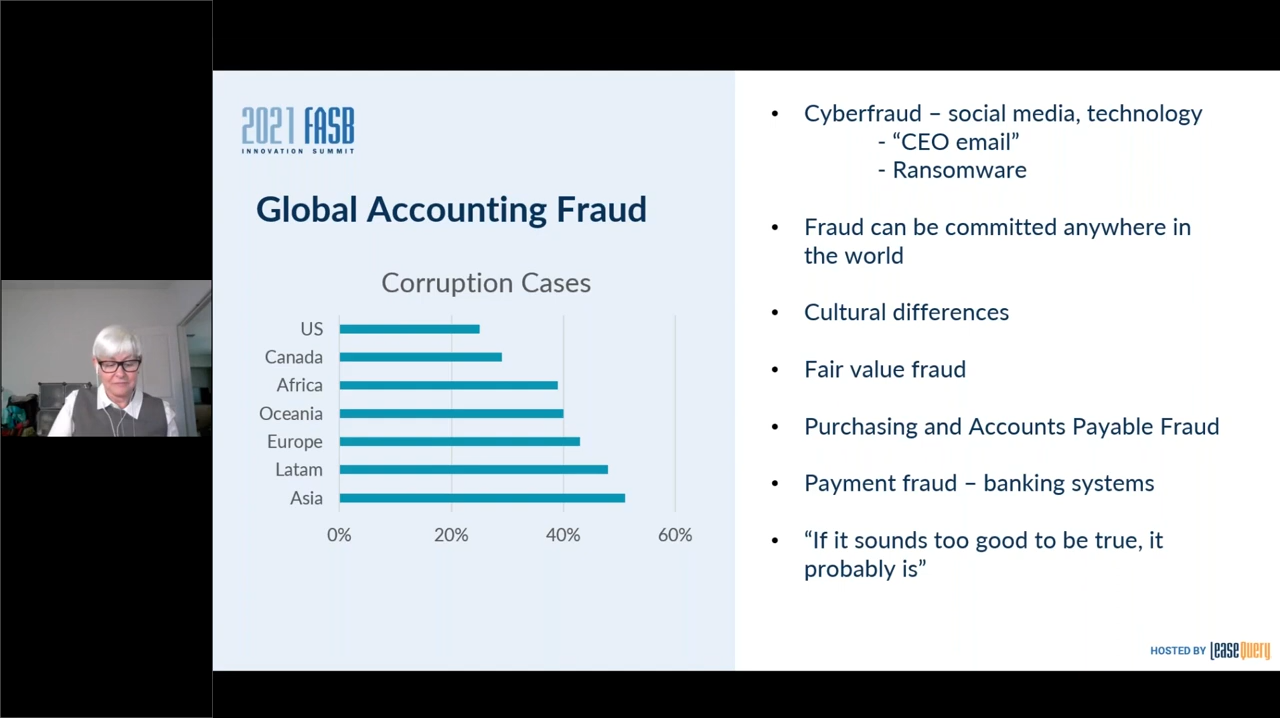 2021 FASB
INNOVATION SUMMIT
Global Accounting Fraud
Corruption Cases
US
Canada
Africa
Oceania
Europe
Latam
Asia
0% 20% 40% 60%
• Cyberfraud – social media, technology
- “CEO email”
- Ransomware
• Fraud can be committed anywhere in
the world
• Cultural differences
• Fair value fraud
• Purchasing and Accounts Payable Fraud
• Payment fraud – banking systems
• “If it sounds too good to be true, it
probably is”
HOSTED BY LEASEQUERY